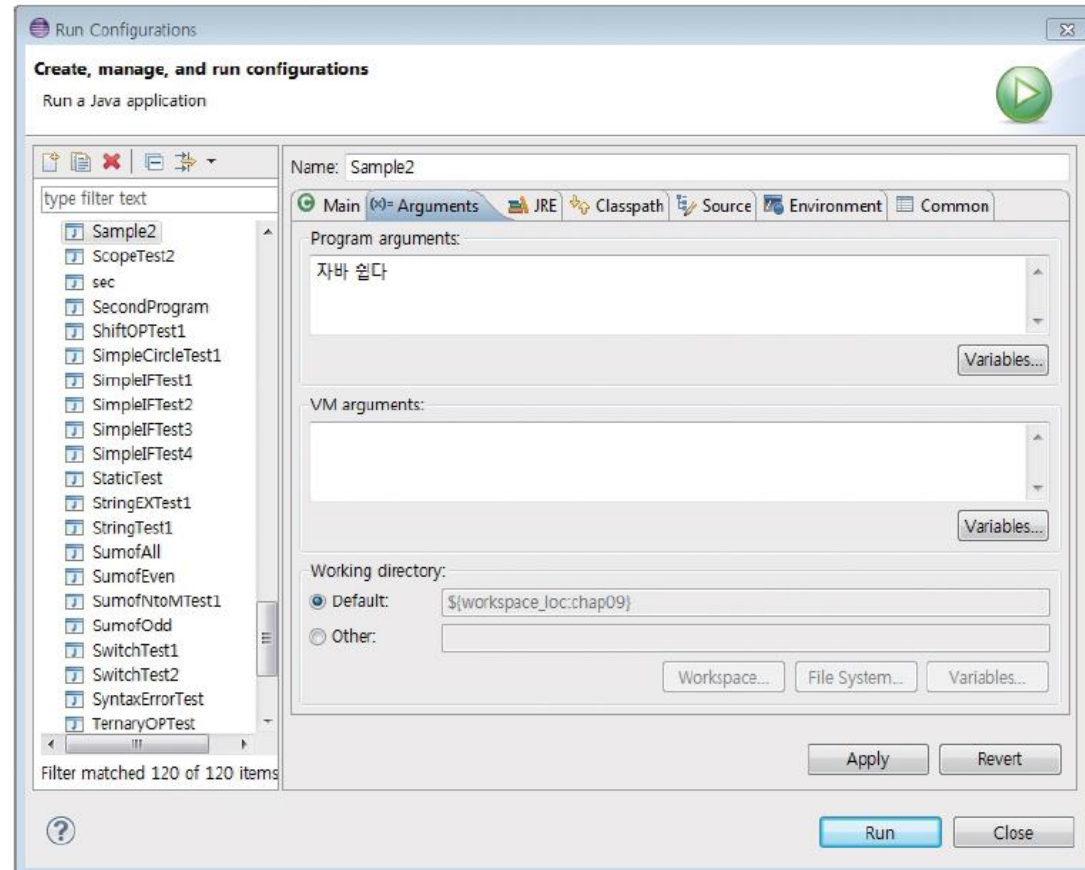 Run Configurations
Create, manage, and run configurations
Run a Java application
type filter text
Sample2
ScopeTest2
sec
SecondProgram
ShiftOPTest1
SimpleCircleTest1
SimpleIFTest1
SimpleIFTest2
SimpleIFTest3
SimpleIFTest4
StaticTest
StringEXTest1
StringTest1
SumofAll
SumofEven
SumofNtoMTest1
SumofOdd
SwitchTest1
SwitchTest2
SyntaxErrorTest
TernaryOPTest
Filter matched 120 of 120 items
Name: Sample2
Main (x)= Arguments JRE Classpath Source Environment Common
Program arguments:
자바 쉽다
Variables...
VM arguments:
Variables...
Working directory:
Default: ${workspace_loc:chap09}
Other:
Workspace... File System... Variables...
Apply Revert
Run Close